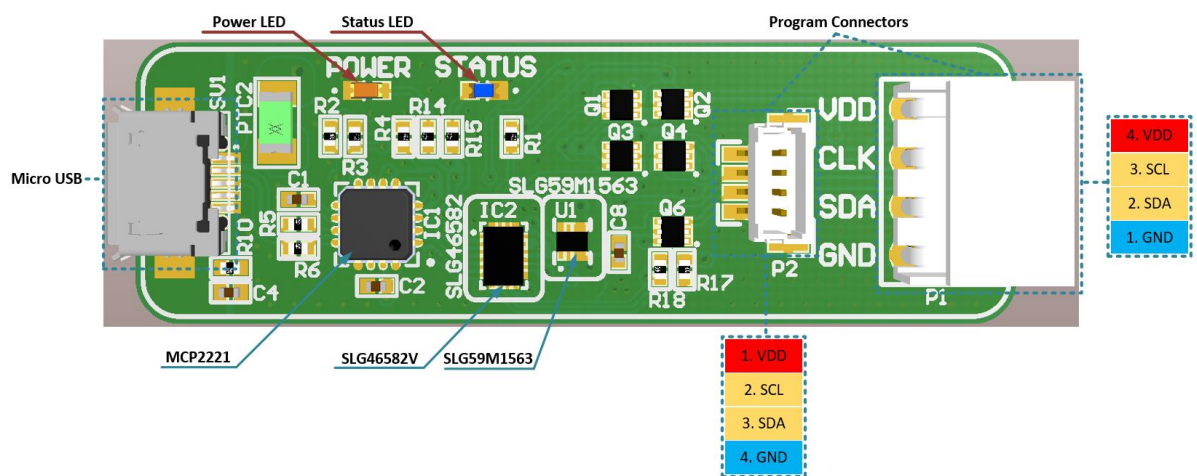 Power LED
Status LED
Program Connectors
Micro USB
POWER STATUS
SV1
PTC2
R2
R3
R4
R14
R15
R1
Q1
Q2
Q3
Q4
VDD
CLK
SDA
GND
4. VDD
3. SCL
2. SDA
1. GND
C1
R5
R6
R10
C4
C2
IC1
SLG46582
IC2
SLG59M1563
U1
C8
Q6
R18
R17
P2
P1
MCP2221
SLG46582V
SLG59M1563
1. VDD
2. SCL
3. SDA
4. GND